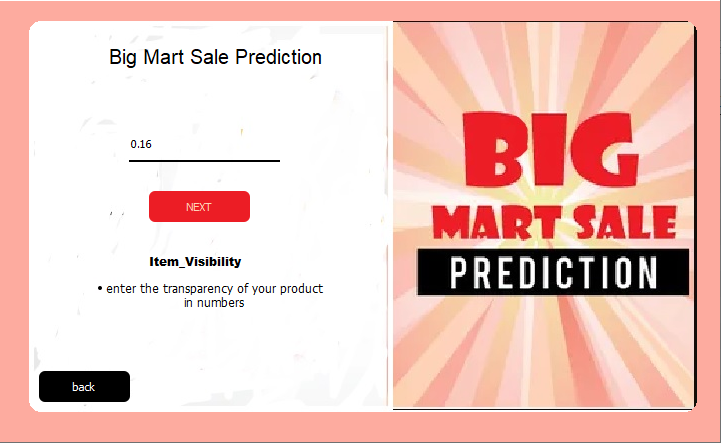 Big Mart Sale Prediction
0.16
NEXT
Item_Visibility
• enter the transparency of your product
in numbers
back
BIG
MART SALE
PREDICTION